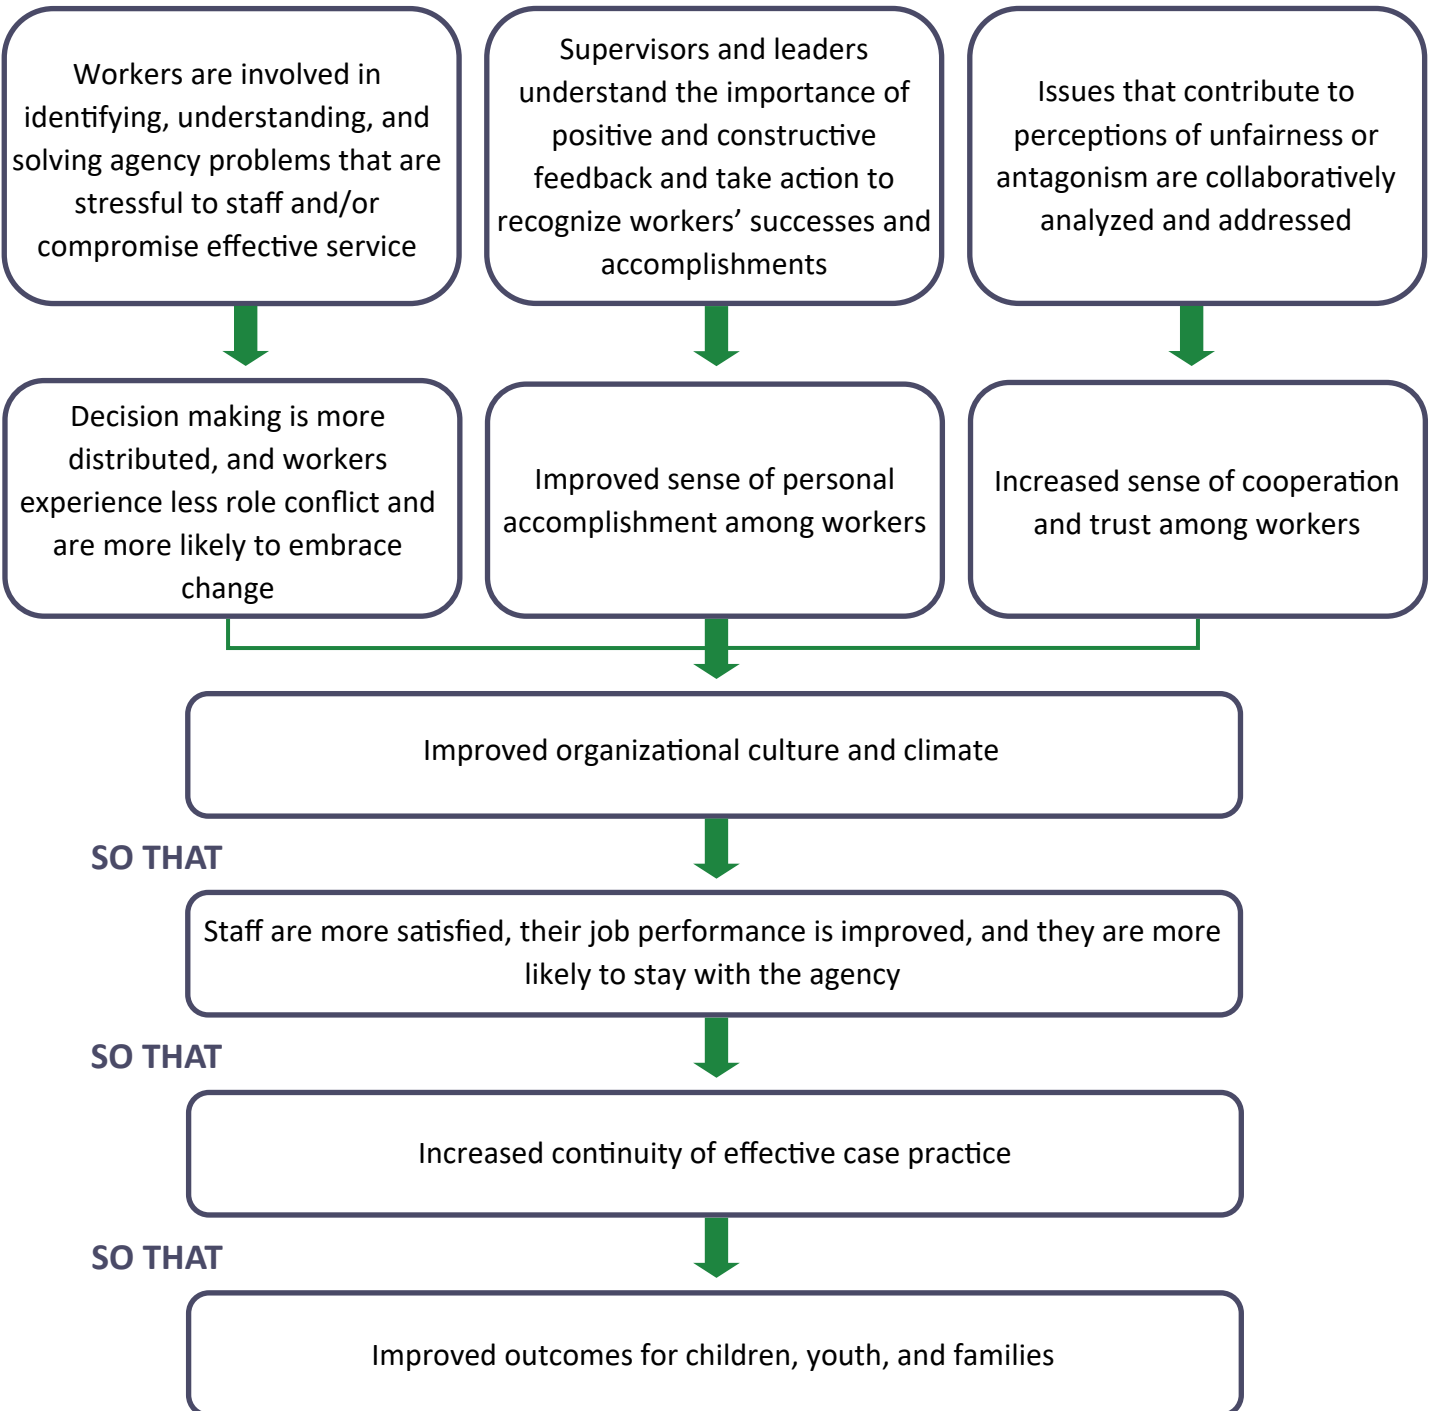 Workers are involved in
identifying, understanding, and
solving agency problems that are
stressful to staff and/or
compromise effective service
Supervisors and leaders
understand the importance of
positive and constructive
feedback and take action to
recognize workers’ successes and
accomplishments
Issues that contribute to
perceptions of unfairness or
antagonism are collaboratively
analyzed and addressed
Decision making is more
distributed, and workers
experience less role conflict and
are more likely to embrace
change
Improved sense of personal
accomplishment among workers
Increased sense of cooperation
and trust among workers
Improved organizational culture and climate
SO THAT
Staff are more satisfied, their job performance is improved, and they are more
likely to stay with the agency
SO THAT
Increased continuity of effective case practice
SO THAT
Improved outcomes for children, youth, and families